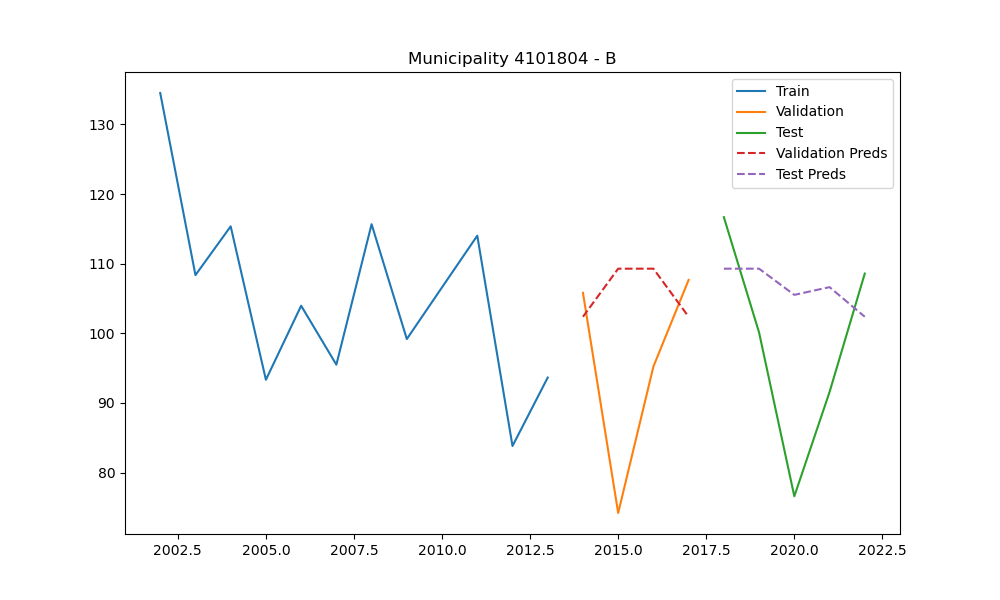 Municipality 4101804 - B
Train
Validation
Test
Validation Preds
Test Preds
130
120
110
100
90
80
2002.5 2005.0 2007.5 2010.0 2012.5 2015.0 2017.5 2020.0 2022.5